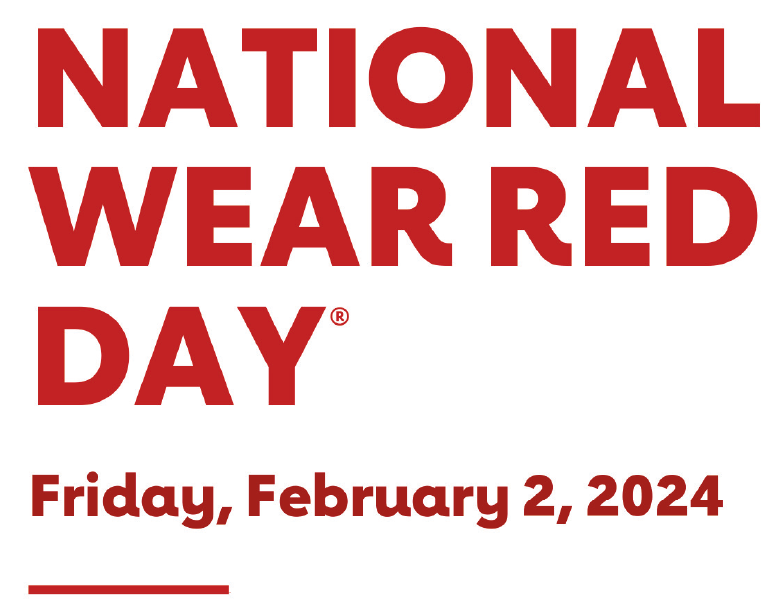 NATIONAL
WEAR RED
DAY®
Friday, February 2, 2024